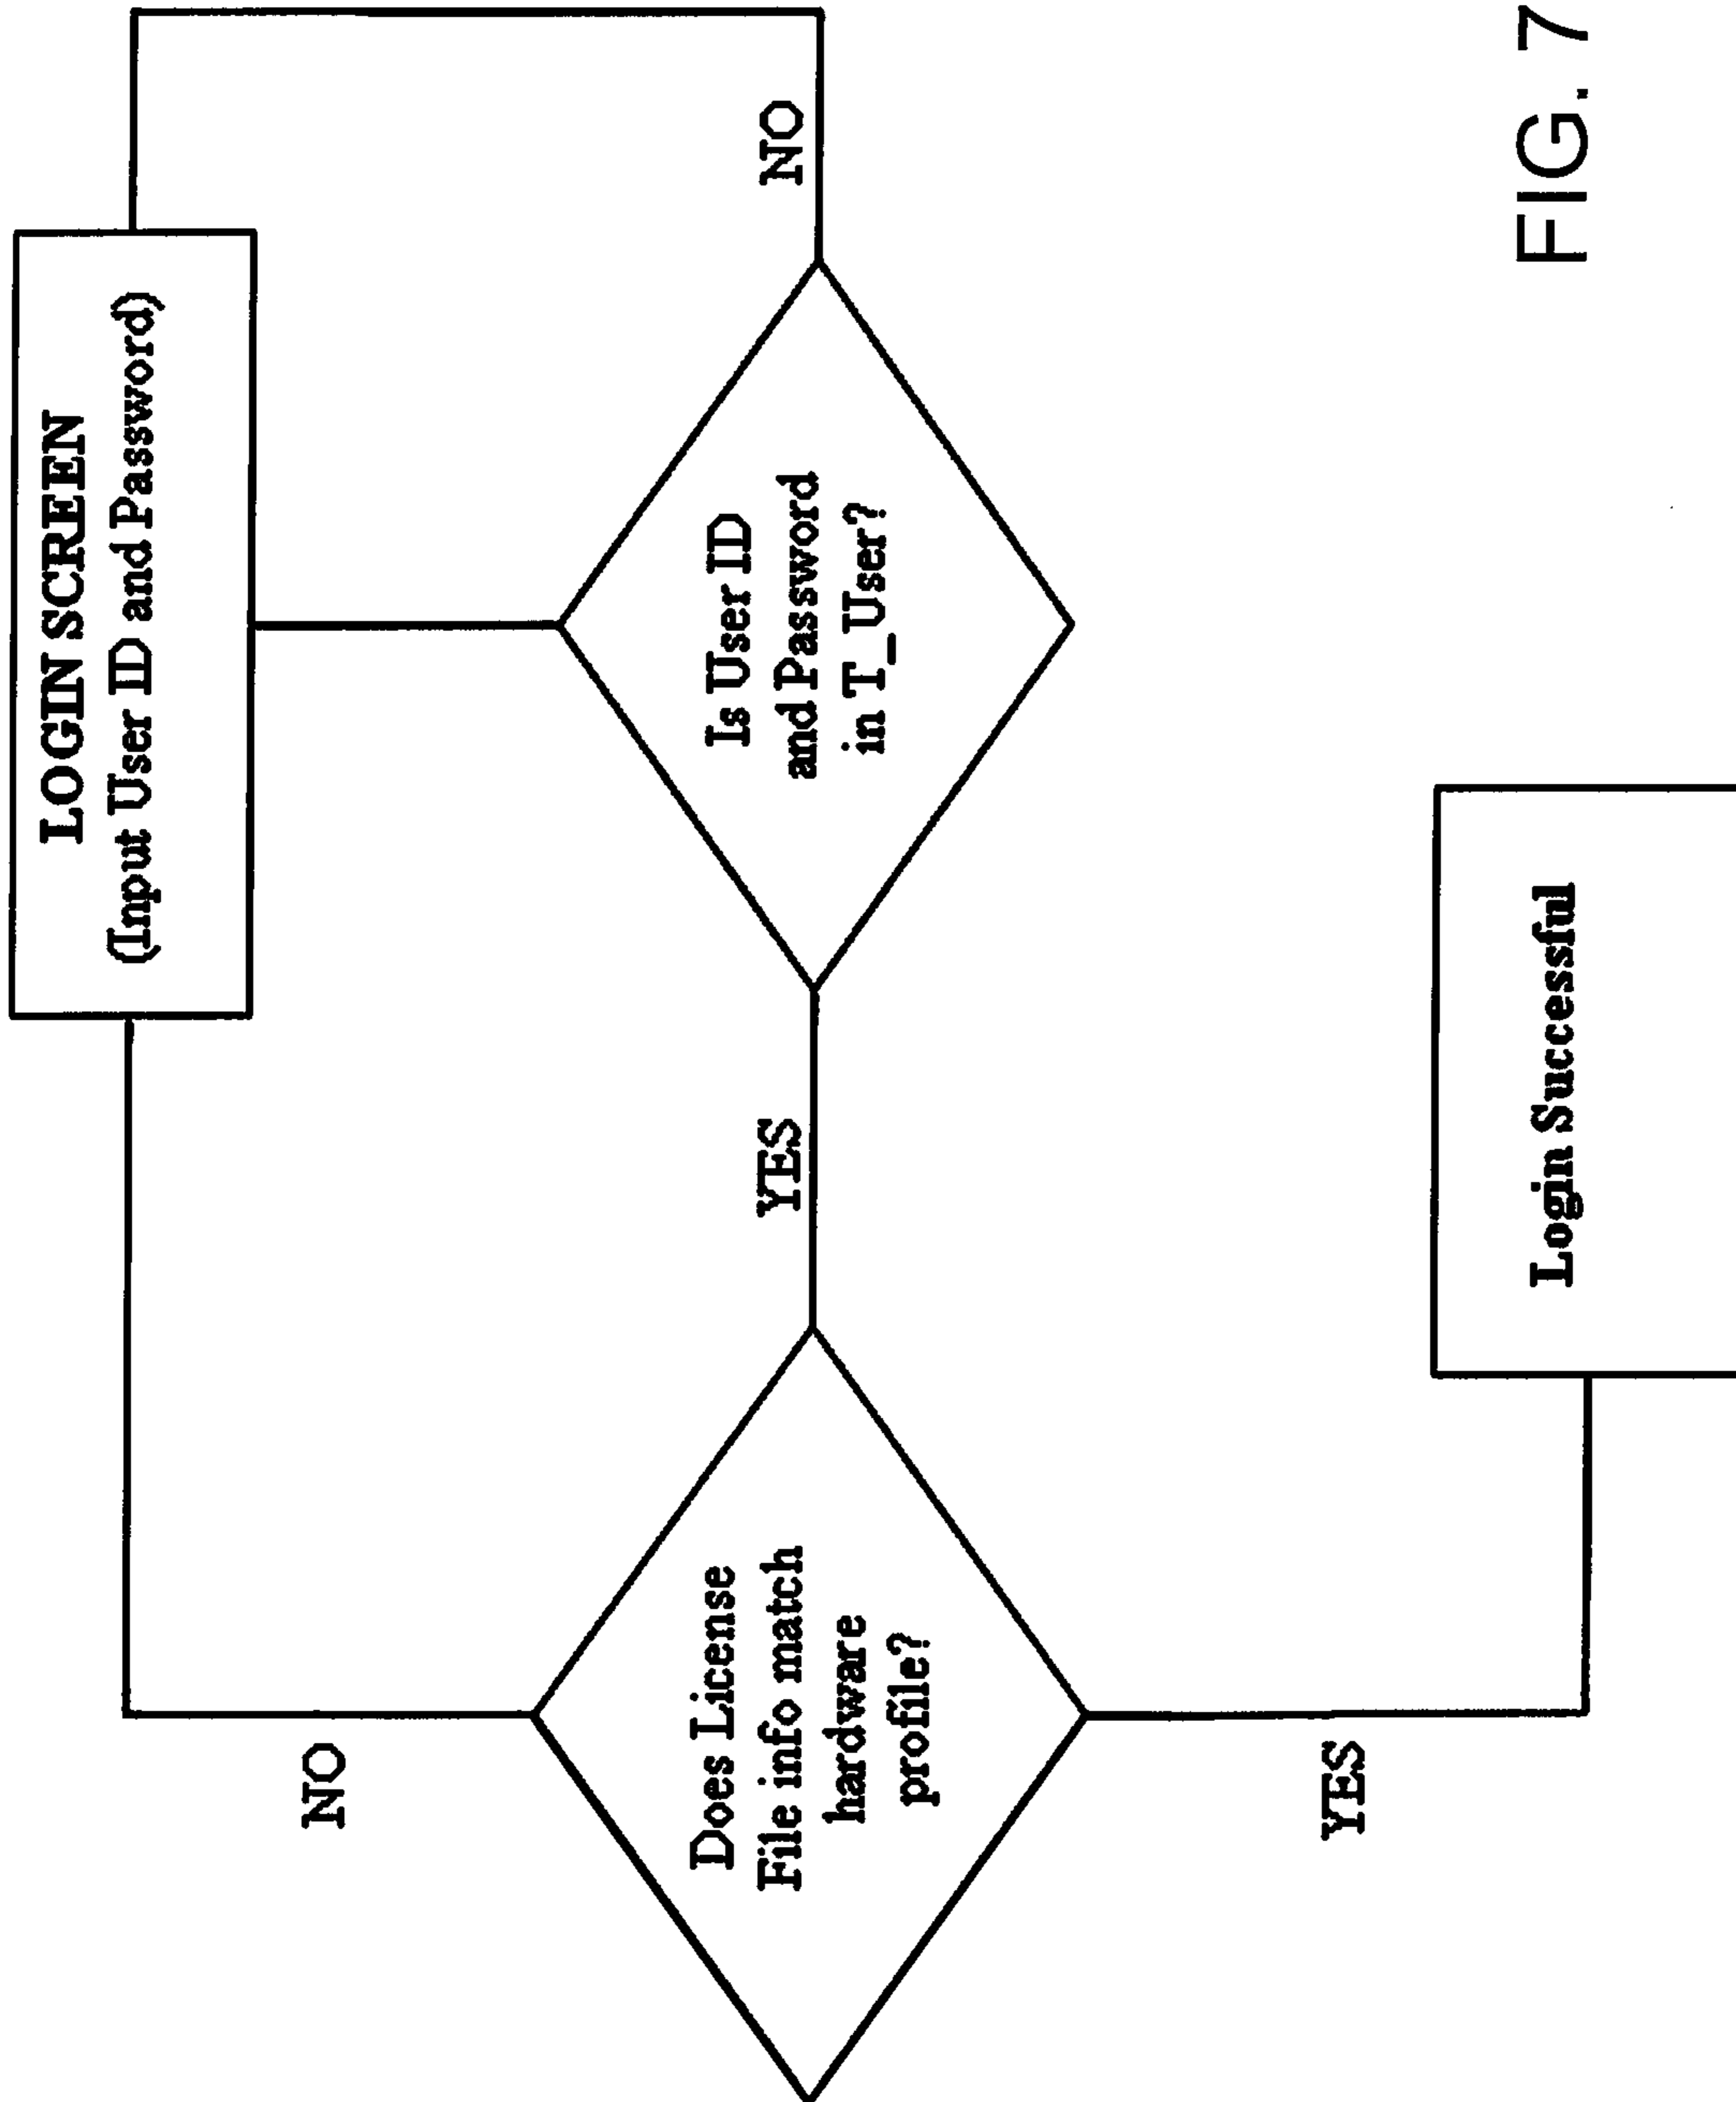 LOGIN SCREEN
(Input User ID and Password)
Is User ID
and Password
in T_User?
NO
YES
Does License
File info match
hardware
profile?
NO
YES
Login Successful
FIG. 7